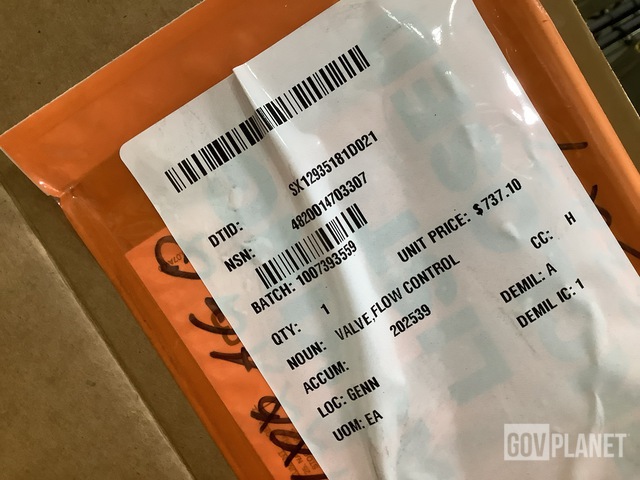 DTID: SX12935181D021
NSN: 4820014703307
BATCH: 1007393559
UNIT PRICE: $737.10
QTY: 1
CC: H
NOUN: VALVE,FLOW CONTROL
DEMIL: A
ACCUM: 202539
DEMIL IC: 1
LOC: GENN
UOM: EA
GOVPLANET